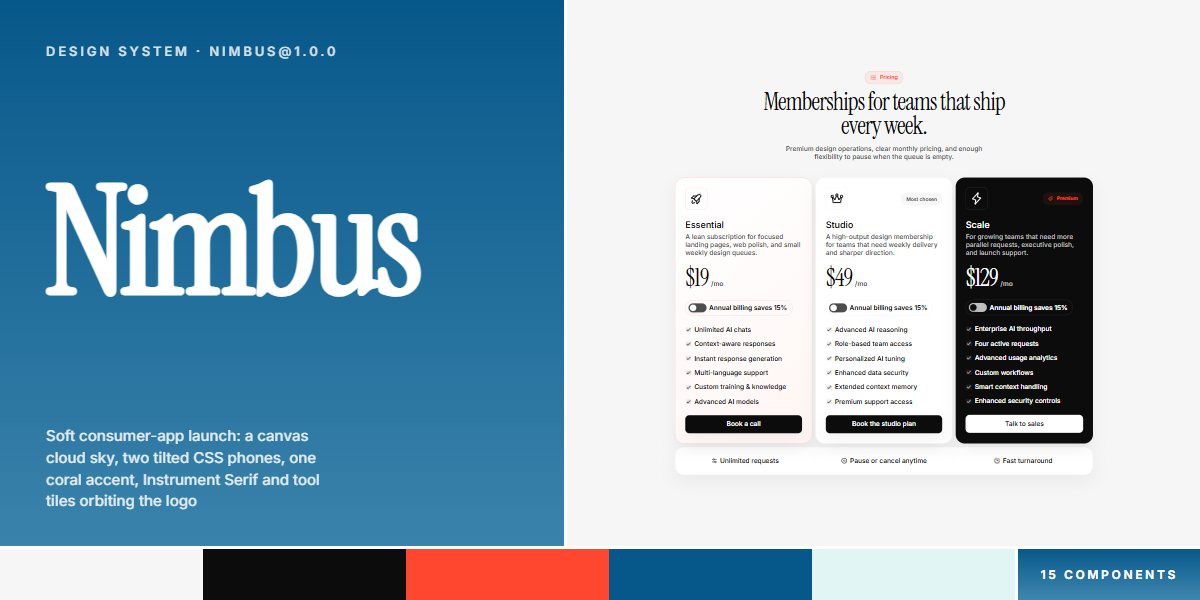 DESIGN SYSTEM · NIMBUS@1.0.0
Nimbus
Soft consumer-app launch: a canvas
cloud sky, two tilted CSS phones, one
coral accent, Instrument Serif and tool
tiles orbiting the logo
Pricing
Memberships for teams that ship
every week.
Premium design operations, clear monthly pricing, and enough
flexibility to pause when the queue is empty.
Essential
A lean subscription for focused
landing pages, web polish, and small
weekly design queues.
$19 /mo
Annual billing saves 15%
Unlimited AI chats
Context-aware responses
Instant response generation
Multi-language support
Custom training & knowledge
Advanced AI models
Book a call
Most chosen
Studio
A high-output design membership
for teams that need weekly delivery
and sharper direction.
$49 /mo
Annual billing saves 15%
Advanced AI reasoning
Role-based team access
Personalized AI tuning
Enhanced data security
Extended context memory
Premium support access
Book the studio plan
Premium
Scale
For growing teams that need more
parallel requests, executive polish,
and launch support.
$129 /mo
Annual billing saves 15%
Enterprise AI throughput
Four active requests
Advanced usage analytics
Custom workflows
Smart context handling
Enhanced security controls
Talk to sales
Unlimited requests
Pause or cancel anytime
Fast turnaround
15 COMPONENTS